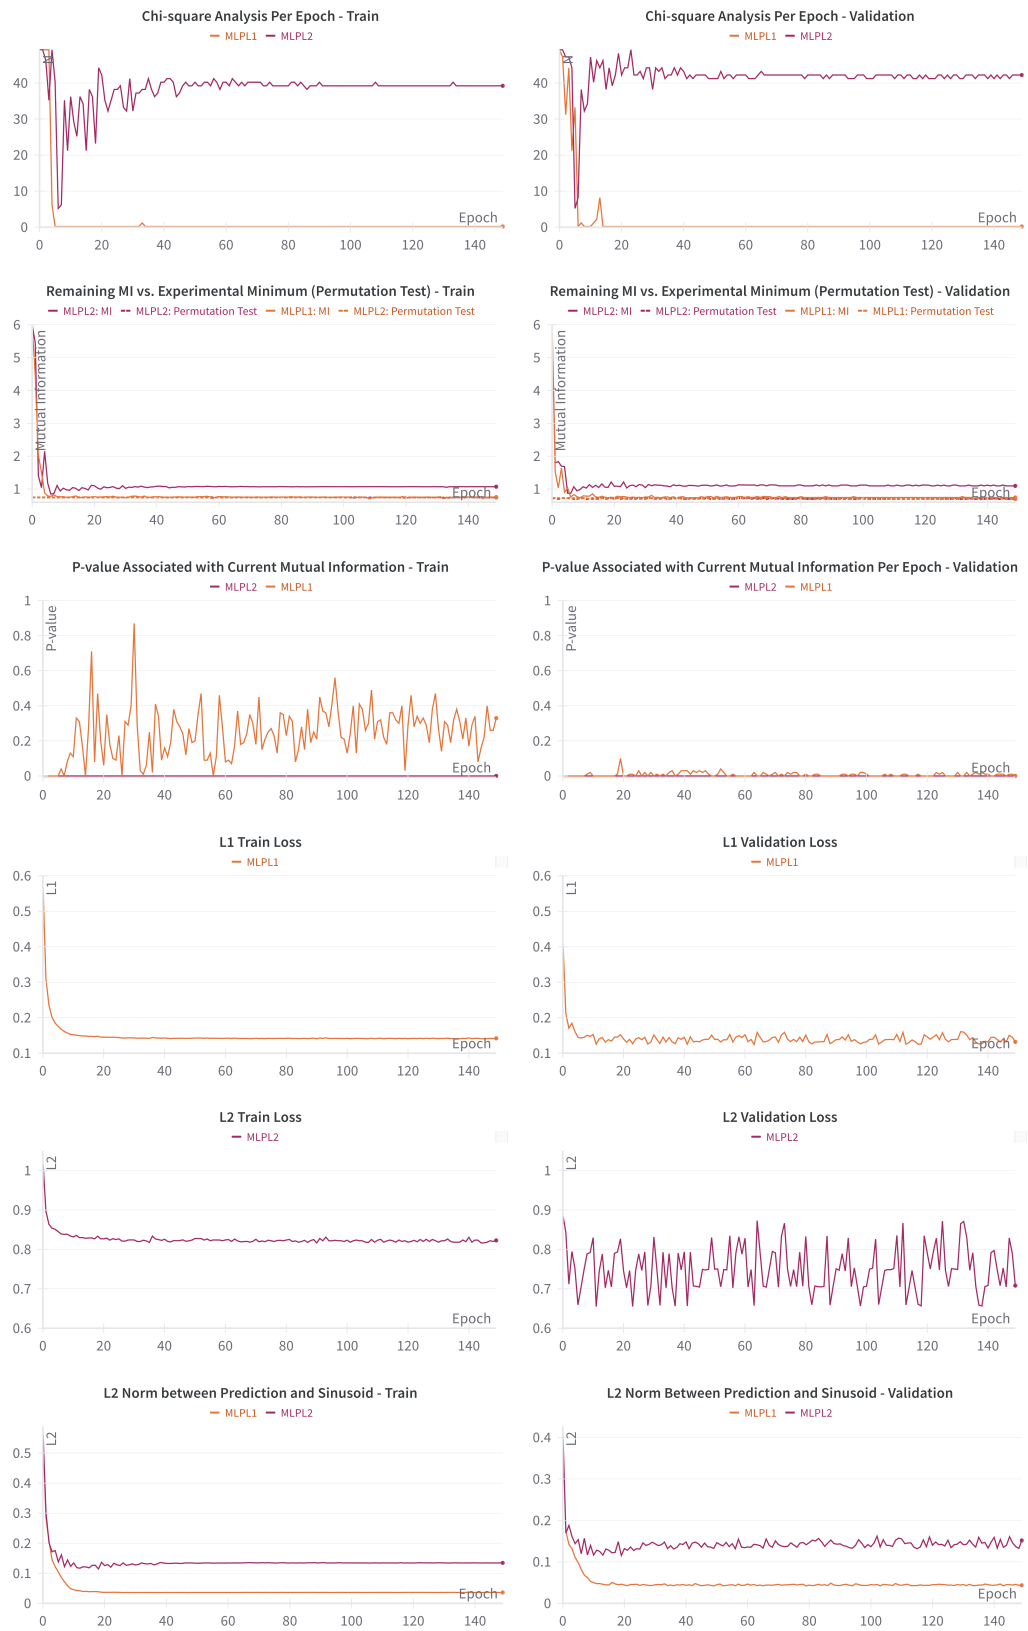 Chi-square Analysis Per Epoch - Train
MLPL1 MLPL2
N
40
30
20
10
0
Epoch
0 20 40 60 80 100 120 140
Chi-square Analysis Per Epoch - Validation
MLPL1 MLPL2
N
40
30
20
10
0
Epoch
0 20 40 60 80 100 120 140
Remaining MI vs. Experimental Minimum (Permutation Test) - Train
MLPL2: MI MLPL2: Permutation Test MLPL1: MI MLPL2: Permutation Test
Mutual Information
6
5
4
3
2
1
Epoch
0 20 40 60 80 100 120 140
Remaining MI vs. Experimental Minimum (Permutation Test) - Validation
MLPL2: MI MLPL2: Permutation Test MLPL1: MI MLPL1: Permutation Test
Mutual Information
6
5
4
3
2
1
Epoch
0 20 40 60 80 100 120 140
P-value Associated with Current Mutual Information - Train
MLPL2 MLPL1
P-value
1
0.8
0.6
0.4
0.2
0
Epoch
0 20 40 60 80 100 120 140
P-value Associated with Current Mutual Information Per Epoch - Validation
MLPL2 MLPL1
P-value
1
0.8
0.6
0.4
0.2
0
Epoch
0 20 40 60 80 100 120 140
L1 Train Loss
MLPL1
L1
0.6
0.5
0.4
0.3
0.2
0.1
Epoch
0 20 40 60 80 100 120 140
L1 Validation Loss
MLPL1
L1
0.6
0.5
0.4
0.3
0.2
0.1
Epoch
0 20 40 60 80 100 120 140
L2 Train Loss
MLPL2
L2
1
0.9
0.8
0.7
0.6
Epoch
0 20 40 60 80 100 120 140
L2 Validation Loss
MLPL2
L2
1
0.9
0.8
0.7
0.6
Epoch
0 20 40 60 80 100 120 140
L2 Norm between Prediction and Sinusoid - Train
MLPL1 MLPL2
L2
0.5
0.4
0.3
0.2
0.1
0
Epoch
0 20 40 60 80 100 120 140
L2 Norm Between Prediction and Sinusoid - Validation
MLPL1 MLPL2
L2
0.4
0.3
0.2
0.1
0
Epoch
0 20 40 60 80 100 120 140